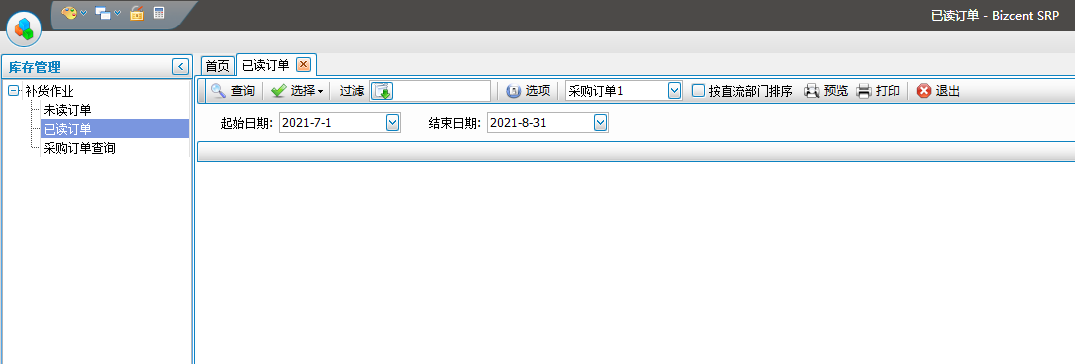 已读订单 - Bizcent SRP
库存管理
首页 已读订单
补货作业
未读订单
已读订单
采购订单查询
查询 选择 过滤 选项 采购订单1 按直流部门排序 预览 打印 退出
起始日期: 2021-7-1 结束日期: 2021-8-31